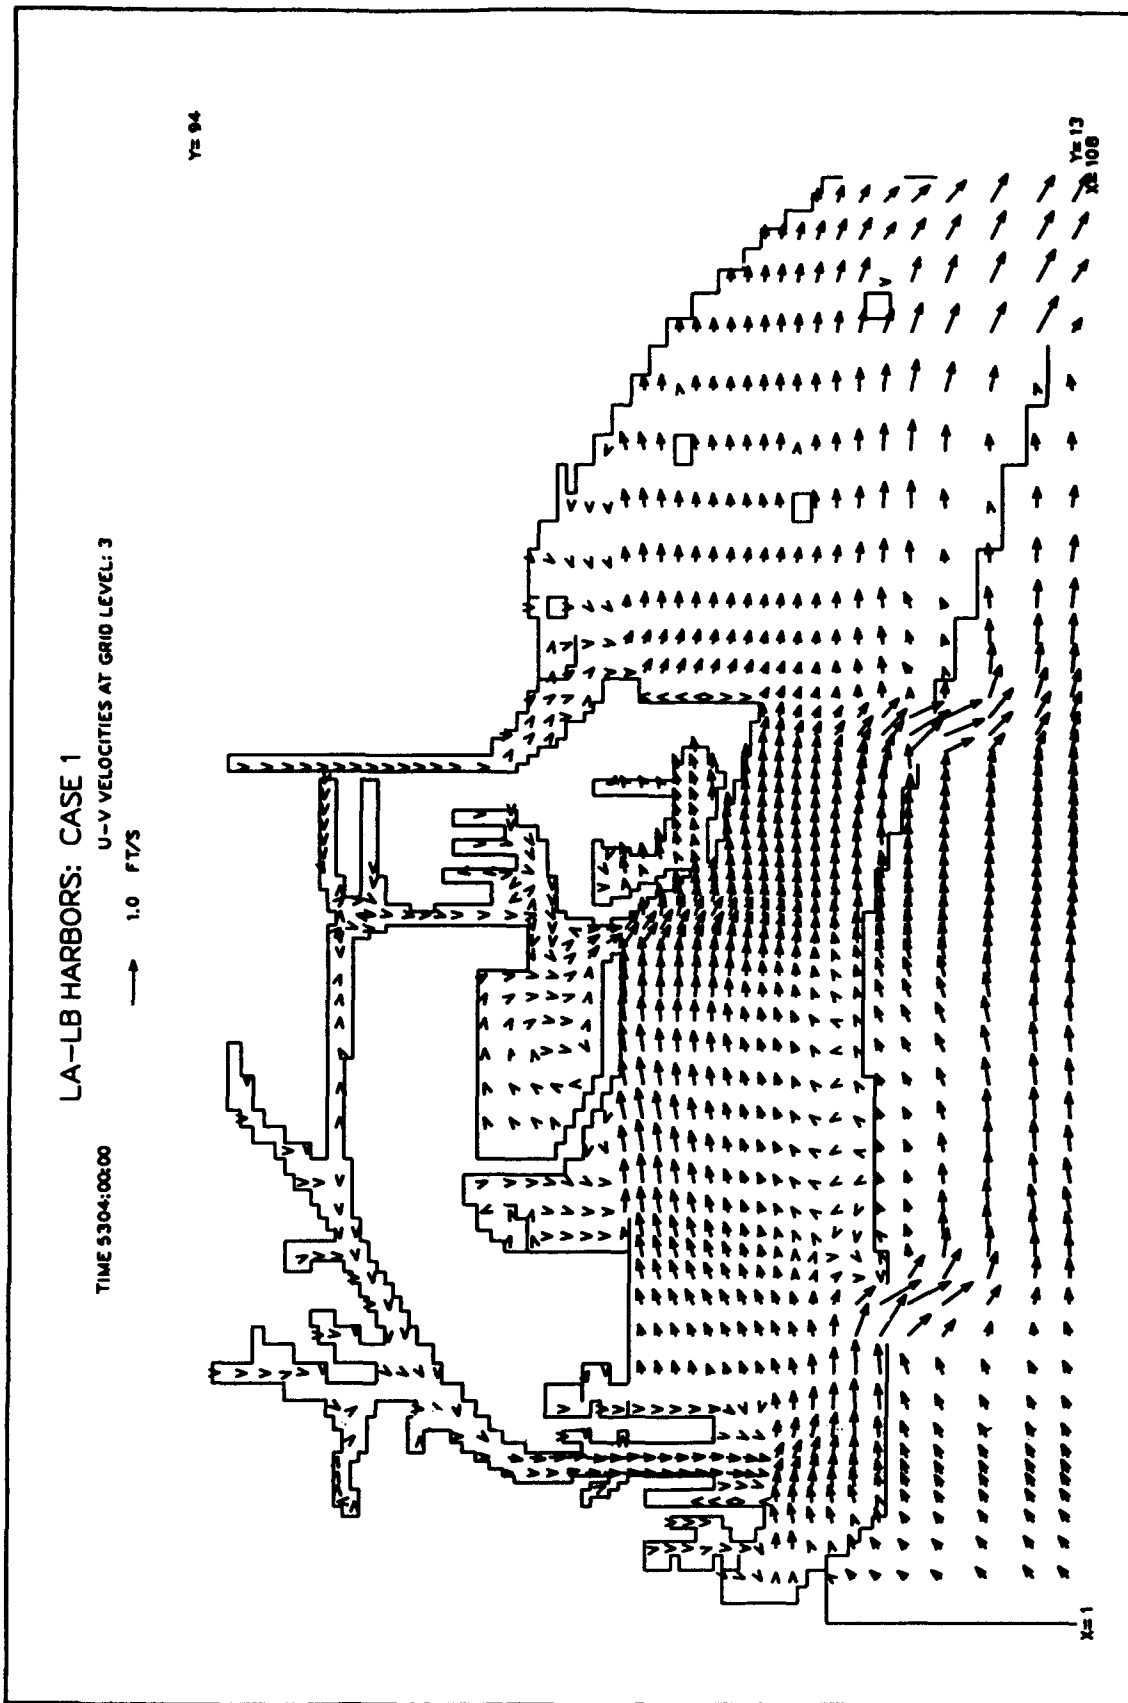 LA-LB HARBORS: CASE 1
TIME 5304:00:00
U-V VELOCITIES AT GRID LEVEL: 3
1.0 FT/S
Y= 94
Y= 13
X= 108
X= 1